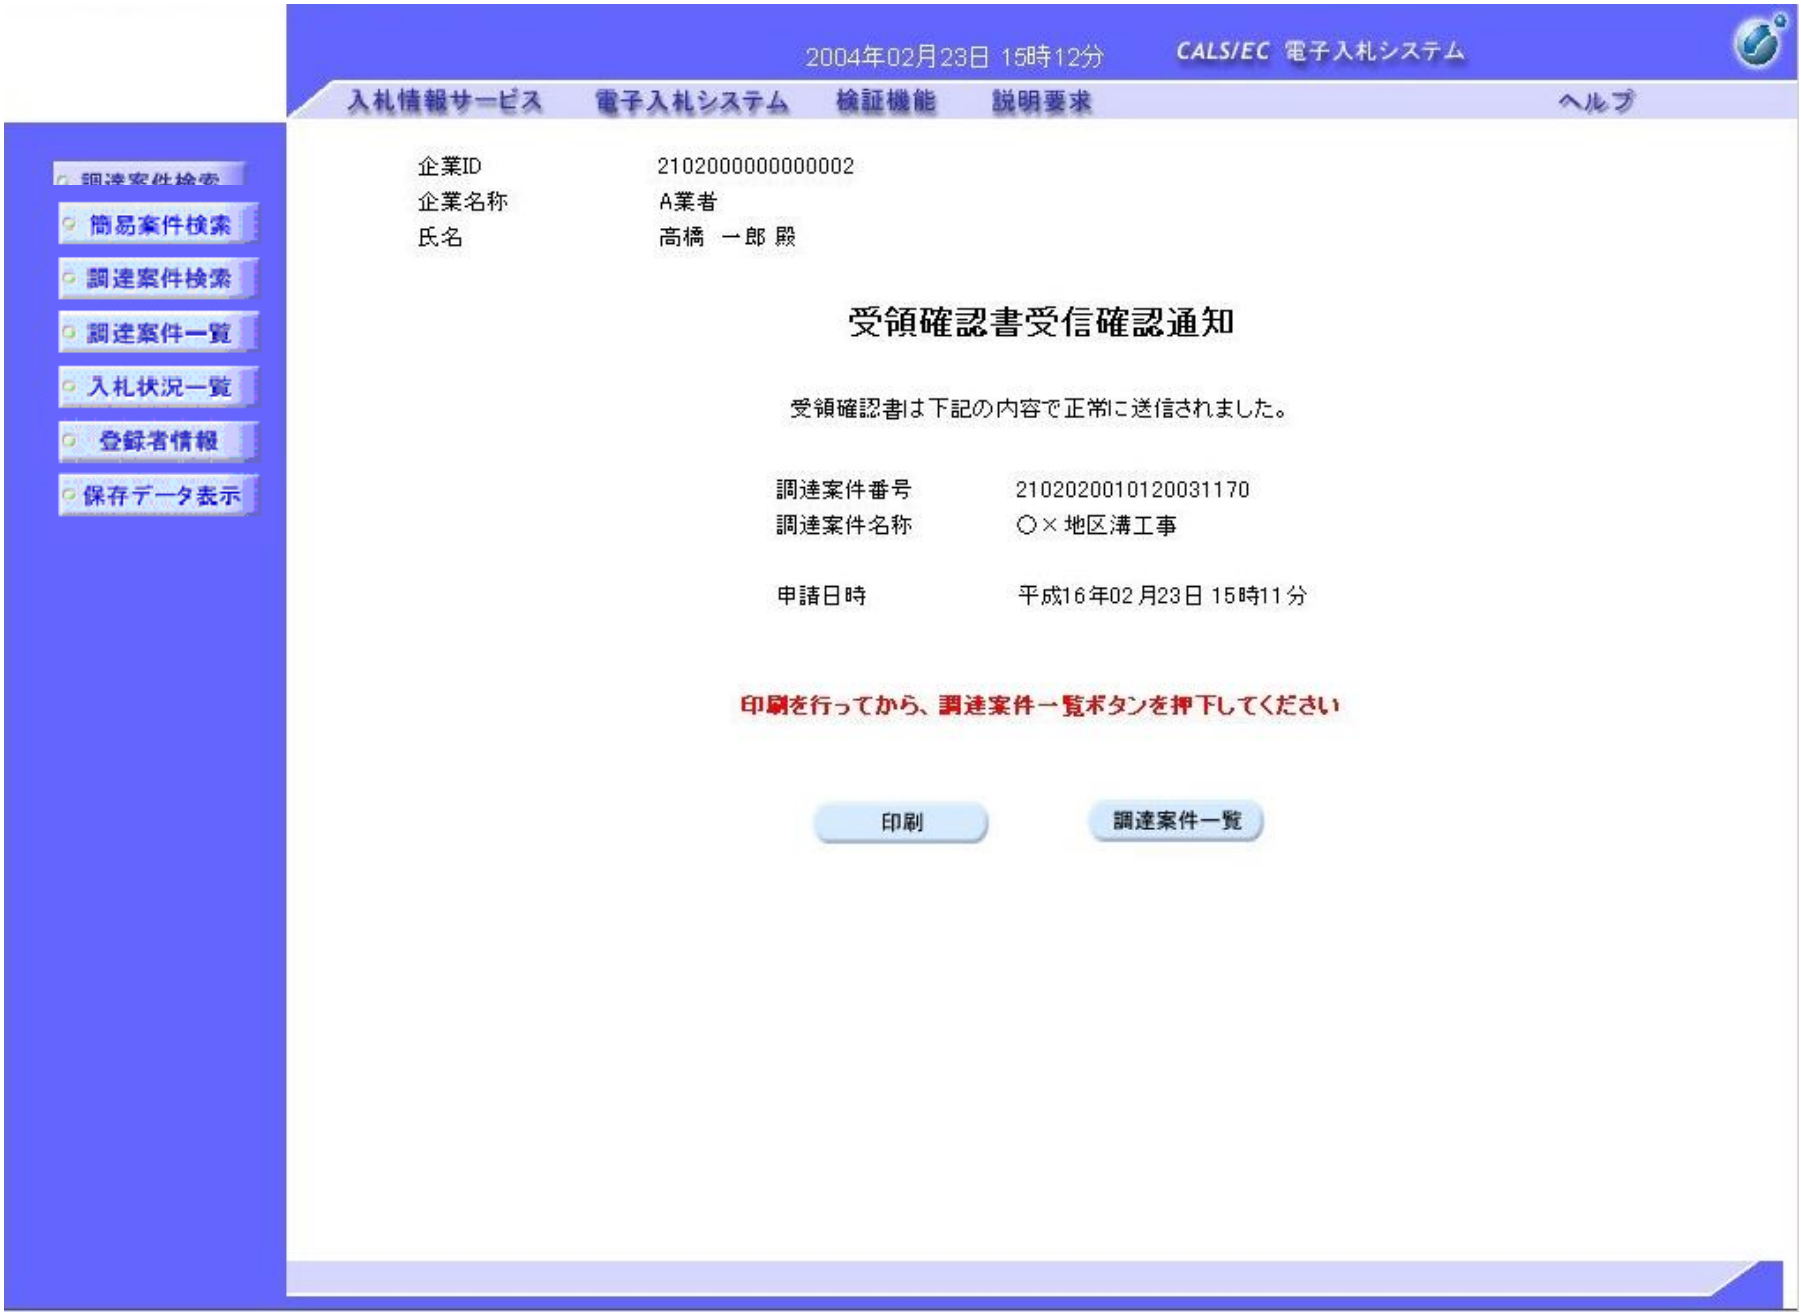 2004年02月23日 15時12分 CALS/EC 電子入札システム
入札情報サービス 電子入札システム 検証機能 説明要求 ヘルプ
調達案件検索
簡易案件検索
調達案件検索
調達案件一覧
入札状況一覧
登録者情報
保存データ表示
企業ID 2102000000000002
企業名称 A業者
氏名 高橋 一郎 殿
受領確認書受信確認通知
受領確認書は下記の内容で正常に送信されました。
調達案件番号 2102020010120031170
調達案件名称 〇×地区溝工事
申請日時 平成16年02月23日 15時11分
印刷を行ってから、調達案件一覧ボタンを押下してください
印刷 調達案件一覧